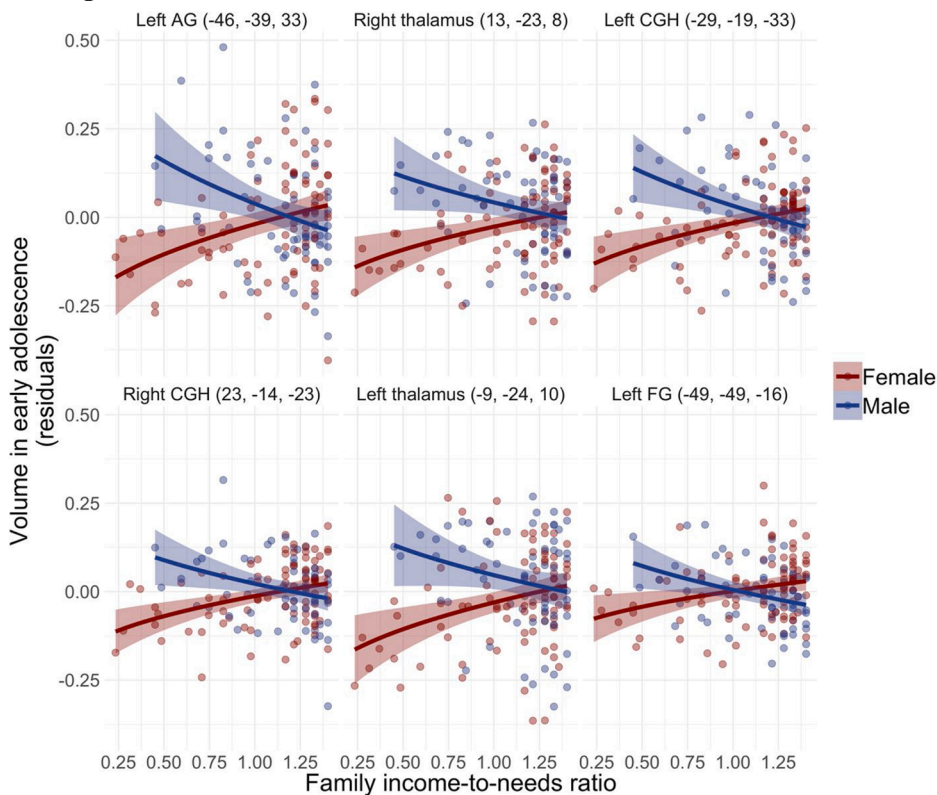 Left AG (-46, -39, 33)
Right thalamus (13, -23, 8)
Left CGH (-29, -19, -33)
0.50
0.25
0.00
-0.25
Right CGH (23, -14, -23)
Left thalamus (-9, -24, 10)
Left FG (-49, -49, -16)
0.50
0.25
0.00
-0.25
0.25 0.50 0.75 1.00 1.25
0.25 0.50 0.75 1.00 1.25
0.25 0.50 0.75 1.00 1.25
Family income-to-needs ratio
Volume in early adolescence
(residuals)
Female
Male